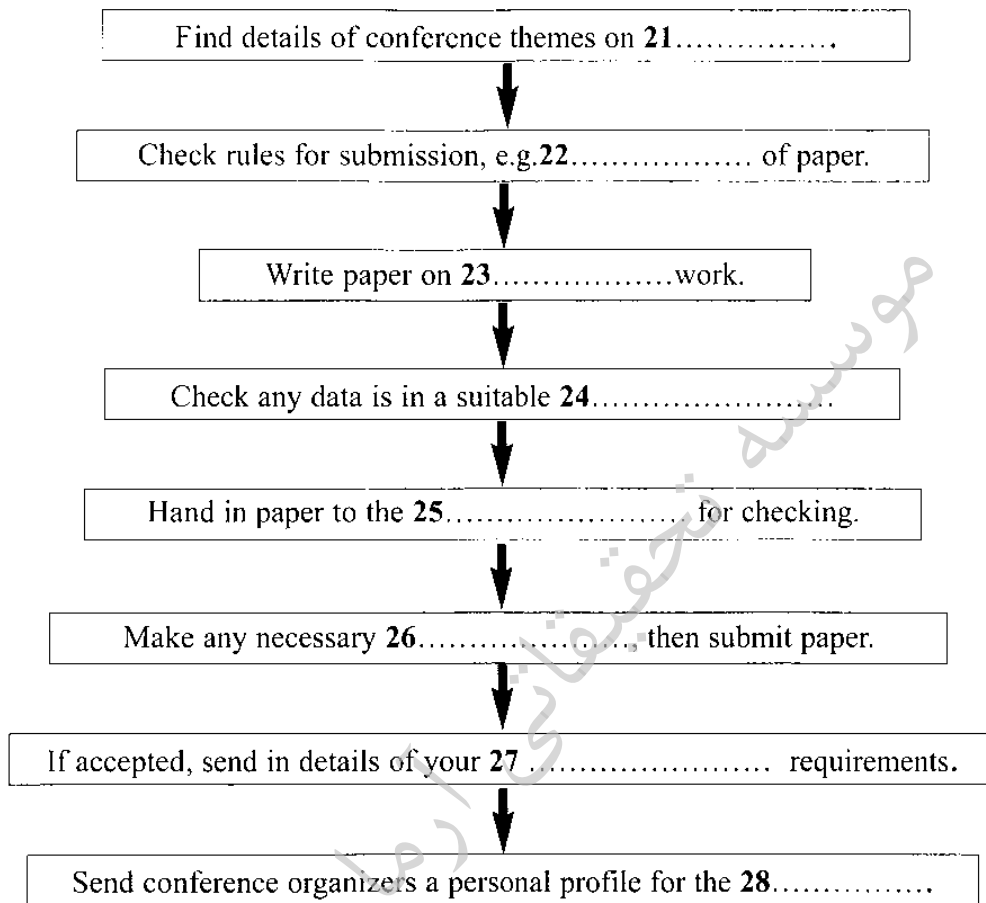 Find details of conference themes on 21................
Check rules for submission, e.g.22................... of paper.
Write paper on 23..................work.
Check any data is in a suitable 24........................
Hand in paper to the 25........................ for checking.
Make any necessary 26....................., then submit paper.
If accepted, send in details of your 27 ........................ requirements.
Send conference organizers a personal profile for the 28................
موسسه تحقیقاتی ارما